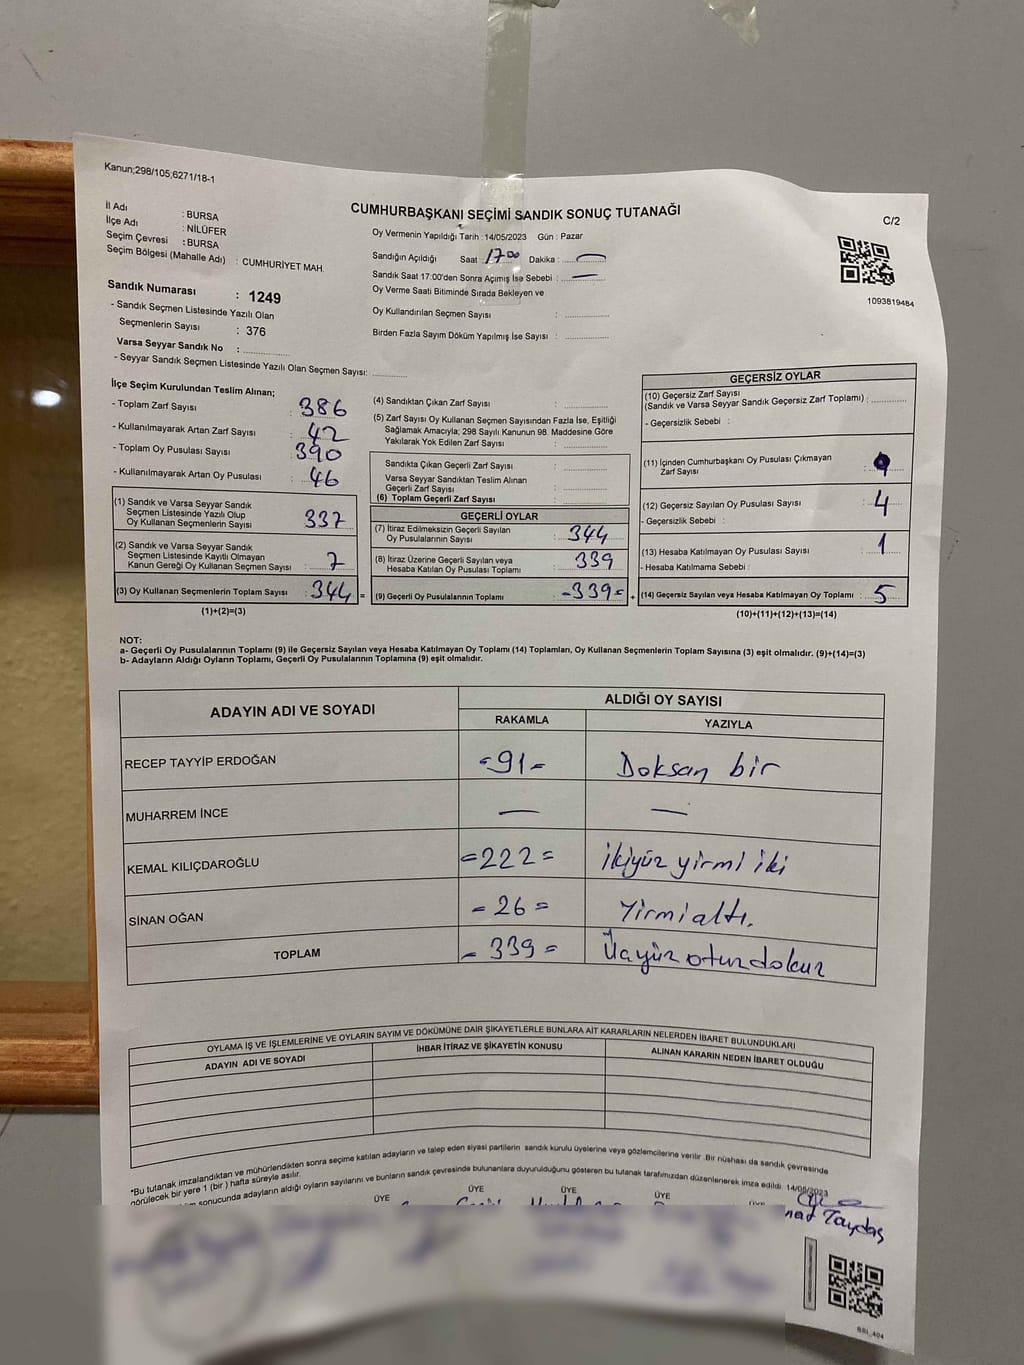 Kanun;298/105;6271/18-1
CUMHURBAŞKANI SEÇİMİ SANDIK SONUÇ TUTANAĞI
C/2
İl Adı : BURSA
İlçe Adı : NİLÜFER
Seçim Çevresi : BURSA
Seçim Bölgesi (Mahalle Adı) : CUMHURİYET MAH.
Sandık Numarası : 1249
- Sandık Seçmen Listesinde Yazılı Olan
Seçmenlerin Sayısı : 376
Varsa Seyyar Sandık No :
- Seyyar Sandık Seçmen Listesinde Yazılı Olan Seçmen Sayısı:
Oy Vermenin Yapıldığı Tarih :14/05/2023 Gün : Pazar
Sandığın Açıldığı Saat : 17:00 Dakika : —
Sandık Saat 17:00'den Sonra Açımış İse Sebebi : —
Oy Verme Saati Bitiminde Sırada Bekleyen ve
Oy Kullandırılan Seçmen Sayısı :
Birden Fazla Sayım Döküm Yapılmış İse Sayısı :
1093819484
İlçe Seçim Kurulundan Teslim Alınan;
- Toplam Zarf Sayısı : 386
- Kullanılmayarak Artan Zarf Sayısı : 42
- Toplam Oy Pusulası Sayısı : 390
- Kullanılmayarak Artan Oy Pusulası : 46
(1) Sandık ve Varsa Seyyar Sandık
Seçmen Listesinde Yazılı Olup
Oy Kullanan Seçmenlerin Sayısı : 337
(2) Sandık ve Varsa Seyyar Sandık
Seçmen Listesinde Kayıtlı Olmayan
Kanun Gereği Oy Kullanan Seçmen Sayısı : 7
(3) Oy Kullanan Seçmenlerin Toplam Sayısı : 344 =
(1)+(2)=(3)
(4) Sandıktan Çıkan Zarf Sayısı :
(5) Zarf Sayısı Oy Kullanan Seçmen Sayısından Fazla İse, Eşitliği
Sağlamak Amacıyla; 298 Sayılı Kanunun 98. Maddesine Göre
Yakılarak Yok Edilen Zarf Sayısı :
Sandıkta Çıkan Geçerli Zarf Sayısı :
Varsa Seyyar Sandıktan Teslim Alınan
Geçerli Zarf Sayısı :
(6) Toplam Geçerli Zarf Sayısı :
GEÇERLİ OYLAR
(7) İtiraz Edilmeksizin Geçerli Sayılan
Oy Pusulalarının Sayısı : 344
(8) İtiraz Üzerine Geçerli Sayılan veya
Hesaba Katılan Oy Pusulası Toplamı : 339
(9) Geçerli Oy Pusulalarının Toplamı : -339= +
GEÇERSİZ OYLAR
(10) Geçersiz Zarf Sayısı
(Sandık ve Varsa Seyyar Sandık Geçersiz Zarf Toplamı) :
- Geçersizlik Sebebi :
(11) İçinden Cumhurbaşkanı Oy Pusulası Çıkmayan
Zarf Sayısı :
(12) Geçersiz Sayılan Oy Pusulası Sayısı : 4
- Geçersizlik Sebebi :
(13) Hesaba Katılmayan Oy Pusulası Sayısı : 1
- Hesaba Katılmama Sebebi :
(14) Geçersiz Sayılan veya Hesaba Katılmayan Oy Toplamı : 5
(10)+(11)+(12)+(13)=(14)
NOT:
a- Geçerli Oy Pusulalarının Toplamı (9) ile Geçersiz Sayılan veya Hesaba Katılmayan Oy Toplamı (14) Toplamları, Oy Kullanan Seçmenlerin Toplam Sayısına (3) eşit olmalıdır. (9)+(14)=(3)
b- Adayların Aldığı Oyların Toplamı, Geçerli Oy Pusulalarının Toplamına (9) eşit olmalıdır.
ADAYIN ADI VE SOYADI
ALDIĞI OY SAYISI
RAKAMLA YAZIYLA
RECEP TAYYİP ERDOĞAN =91= Doksan bir
MUHARREM İNCE — —
KEMAL KILIÇDAROĞLU =222= ikiyüz yirmi iki
SİNAN OĞAN =26= Yirmialtı.
TOPLAM =339= Üçyüz otuzdokuz
OYLAMA İŞ VE İŞLEMLERİNE VE OYLARIN SAYIM VE DÖKÜMÜNE DAİR ŞİKAYETLERLE BUNLARA AİT KARARLARIN NELERDEN İBARET BULUNDUKLARI
ADAYIN ADI VE SOYADI
İHBAR İTİRAZ VE ŞİKAYETİN KONUSU
ALINAN KARARIN NEDEN İBARET OLDUĞU
*Bu tutanak imzalandıktan ve mühürlendikten sonra seçime katılan adayların ve talep eden siyasi partilerin sandık kurulu üyelerine veya gözlemcilerine verilir. Bir nüshası da sandık çevresinde
görülecek bir yere 1 (bir) hafta süreyle asılır.
sonucunda adayların aldığı oyların sayılarını ve bunların sandık çevresinde bulunanlara duyurulduğunu gösteren bu tutanak tarafımızdan düzenlenerek imza edildi. 14/05/2023
ÜYE ÜYE ÜYE ÜYE
Taydaş